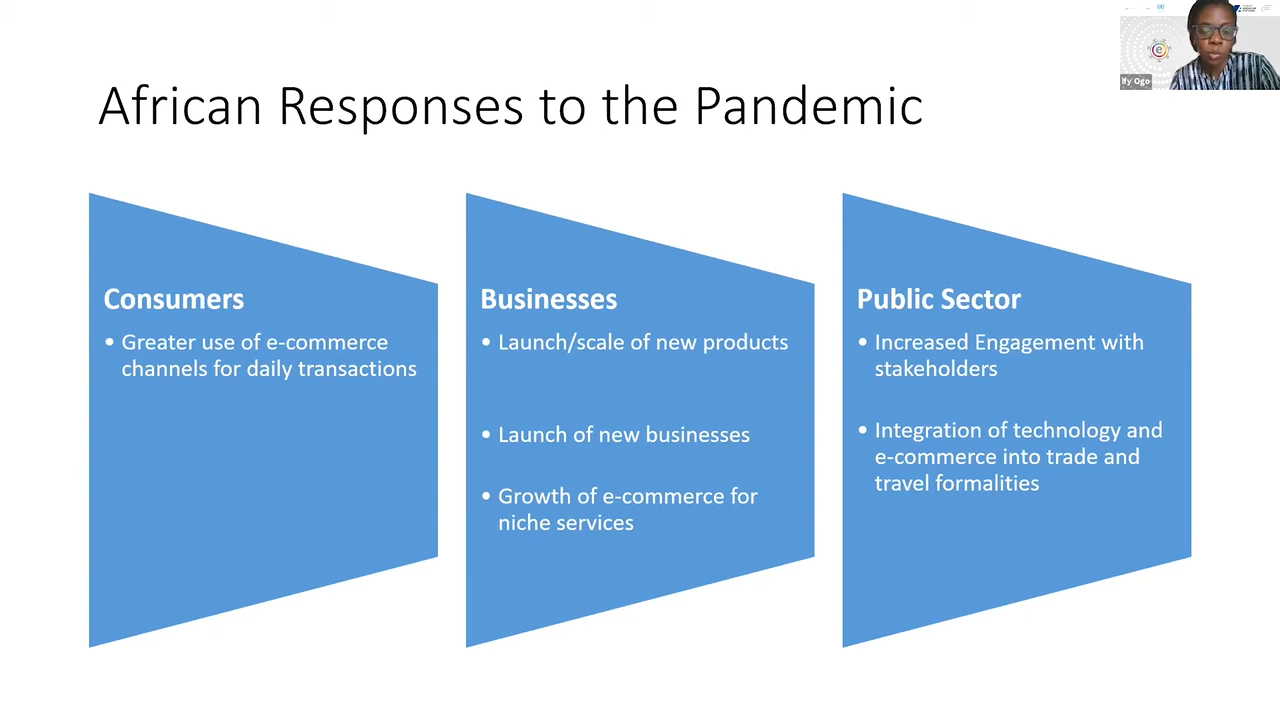 Ify Ogo
African Responses to the Pandemic
Consumers
• Greater use of e-commerce
channels for daily transactions
Businesses
• Launch/scale of new products
• Launch of new businesses
• Growth of e-commerce for
niche services
Public Sector
• Increased Engagement with
stakeholders
• Integration of technology and
e-commerce into trade and
travel formalities